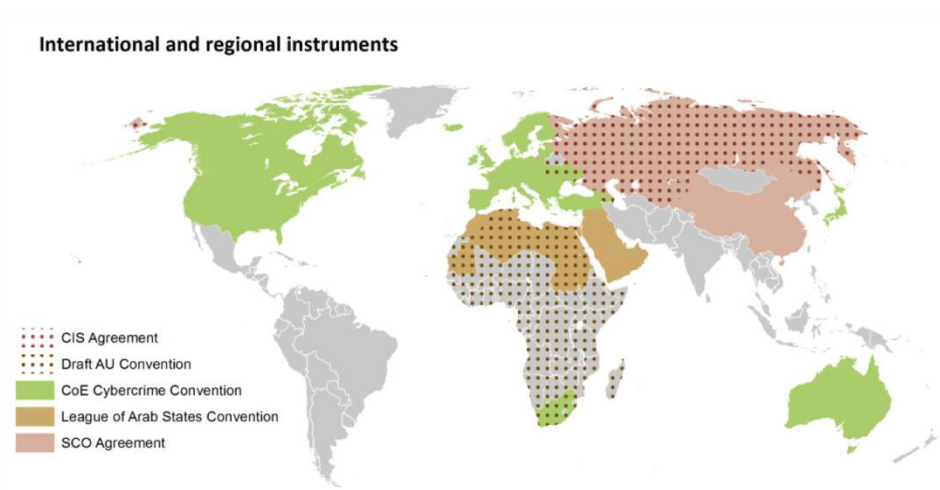 International and regional instruments
CIS Agreement
Draft AU Convention
CoE Cybercrime Convention
League of Arab States Convention
SCO Agreement